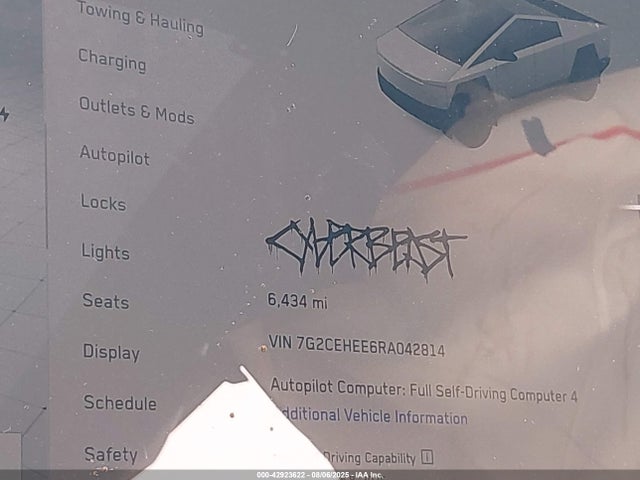 Towing & Hauling
Charging
Outlets & Mods
Autopilot
Locks
Lights
Seats
Display
Schedule
Safety
CYBERBEAST
6,434 mi
VIN 7G2CEHEE6RA042814
Autopilot Computer: Full Self-Driving Computer 4
dditional Vehicle Information
Driving Capability
000-42923622 - 08/06/2025 - IAA Inc.